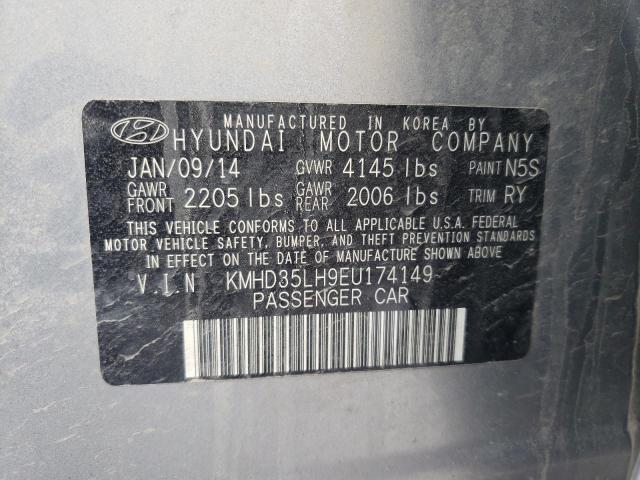 MANUFACTURED IN KOREA BY
HYUNDAI MOTOR COMPANY
JAN/09/14 GVWR 4145 lbs PAINT N5S
GAWR FRONT 2205 lbs GAWR REAR 2006 lbs TRIM RY
THIS VEHICLE CONFORMS TO ALL APPLICABLE U.S.A. FEDERAL
MOTOR VEHICLE SAFETY, BUMPER, AND THEFT PREVENTION STANDARDS
IN EFFECT ON THE DATE OF MANUFACTURE SHOWN ABOVE
V.I.N KMHD35LH9EU174149
PASSENGER CAR